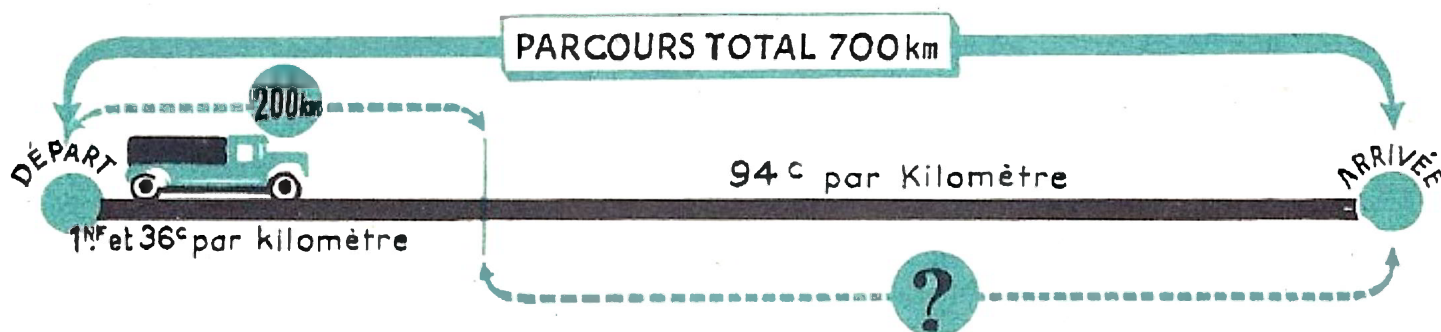 PARCOURS TOTAL 700km
200km
DÉPART
94c par Kilomètre
ARRIVÉE
1NF. et 36c par kilomètre
?